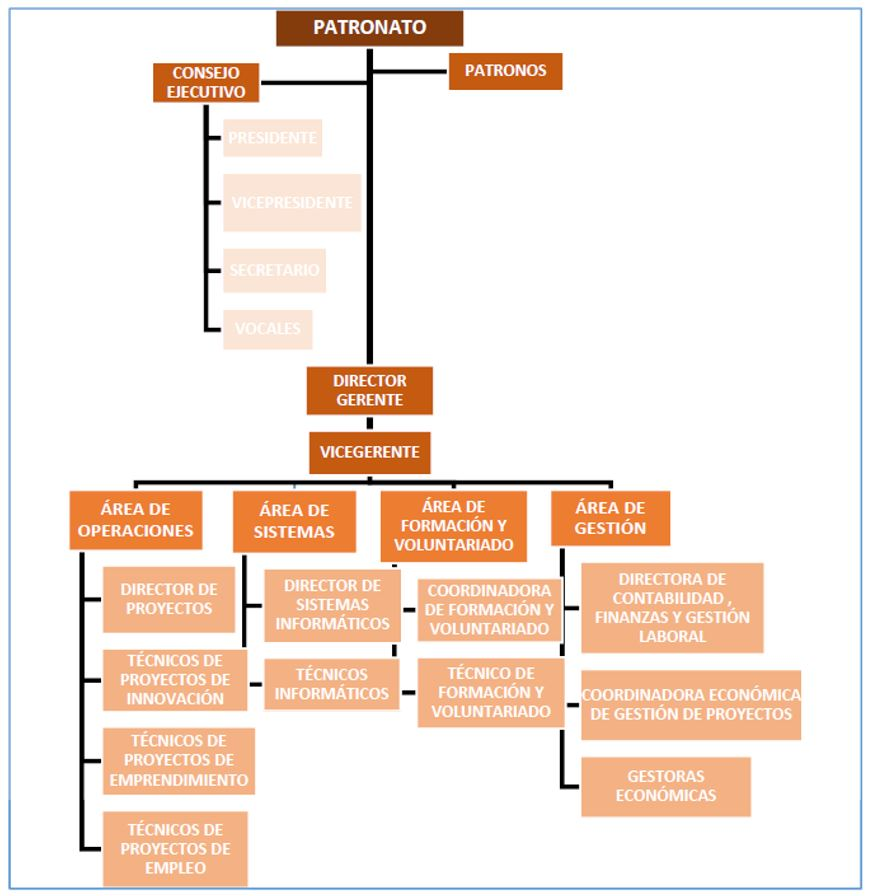 PATRONATO
PATRONOS
CONSEJO
EJECUTIVO
PRESIDENTE
VICEPRESIDENTE
SECRETARIO
VOCALES
DIRECTOR
GERENTE
VICEGERENTE
ÁREA DE
OPERACIONES
DIRECTOR DE
PROYECTOS
TÉCNICOS DE
PROYECTOS DE
INNOVACIÓN
TÉCNICOS DE
PROYECTOS DE
EMPRENDIMIENTO
TÉCNICOS DE
PROYECTOS DE
EMPLEO
ÁREA DE
SISTEMAS
DIRECTOR DE
SISTEMAS
INFORMÁTICOS
TÉCNICOS
INFORMÁTICOS
ÁREA DE
FORMACIÓN Y
VOLUNTARIADO
COORDINADORA
DE FORMACIÓN Y
VOLUNTARIADO
TÉCNICO DE
FORMACIÓN Y
VOLUNTARIADO
ÁREA DE
GESTIÓN
DIRECTORA DE
CONTABILIDAD ,
FINANZAS Y GESTIÓN
LABORAL
COORDINADORA ECONÓMICA
DE GESTIÓN DE PROYECTOS
GESTORAS
ECONÓMICAS